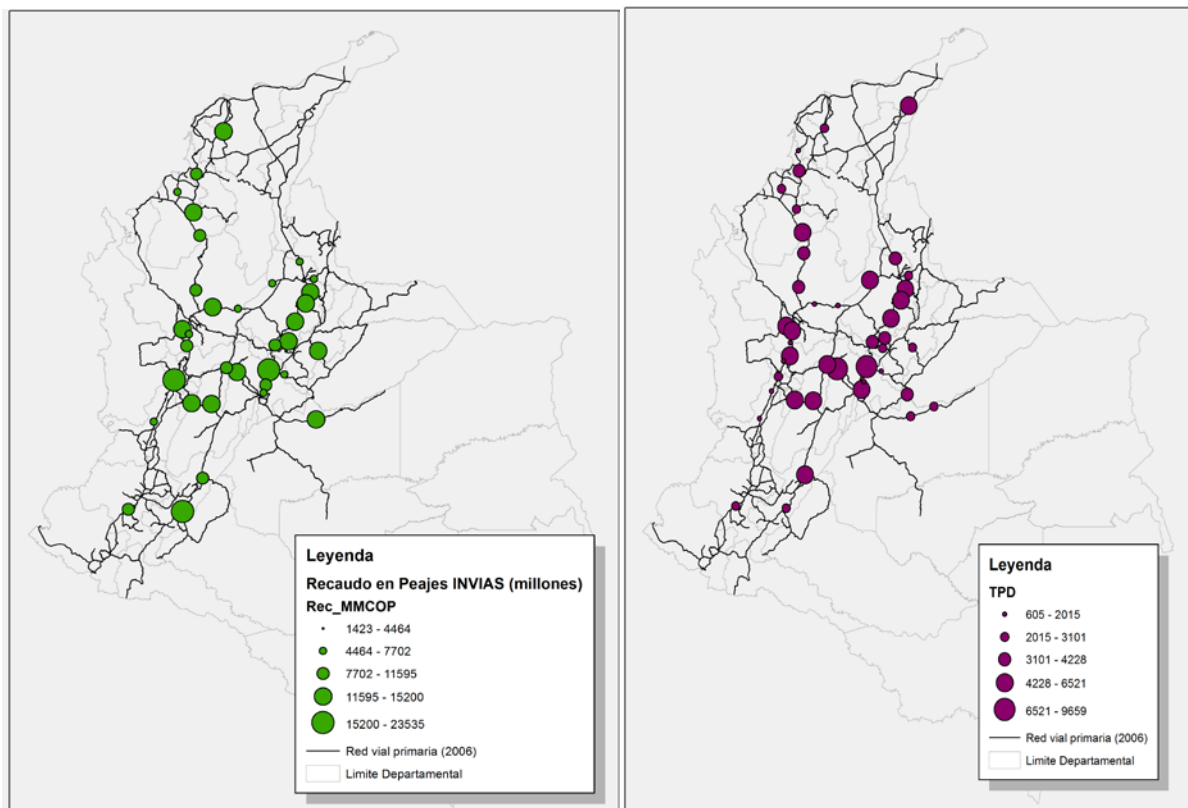 Leyenda
Recaudo en Peajes INVIAS (millones)
Rec_MMCOP
1423 - 4464
4464 - 7702
7702 - 11595
11595 - 15200
15200 - 23535
Red vial primaria (2006)
Limite Departamental
Leyenda
TPD
605 - 2015
2015 - 3101
3101 - 4228
4228 - 6521
6521 - 9659
Red vial primaria (2006)
Limite Departamental